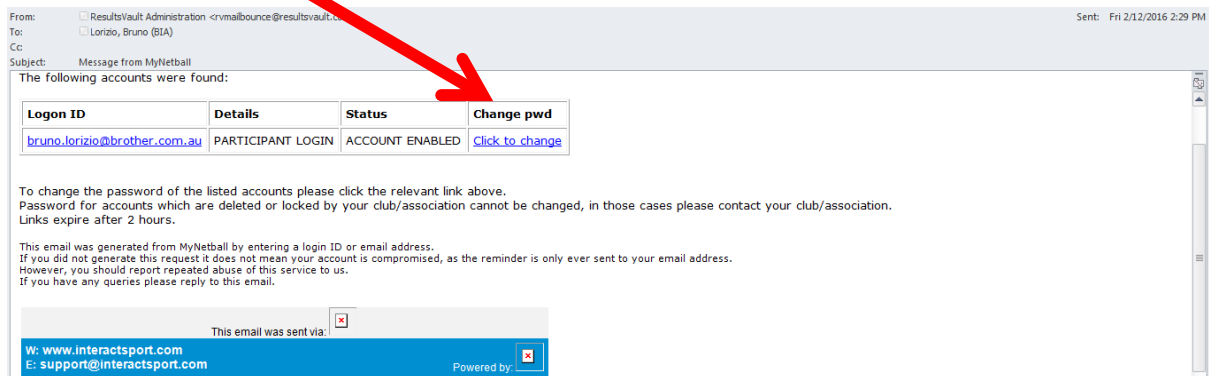 From: ResultsVault Administration <rvmailbounce@resultsvault.co Sent: Fri 2/12/2016 2:29 PM
To: Lorizio, Bruno (BIA)
Cc:
Subject: Message from MyNetball
The following accounts were found:
Logon ID Details Status Change pwd
bruno.lorizio@brother.com.au PARTICIPANT LOGIN ACCOUNT ENABLED Click to change
To change the password of the listed accounts please click the relevant link above.
Password for accounts which are deleted or locked by your club/association cannot be changed, in those cases please contact your club/association.
Links expire after 2 hours.
This email was generated from MyNetball by entering a login ID or email address.
If you did not generate this request it does not mean your account is compromised, as the reminder is only ever sent to your email address.
However, you should report repeated abuse of this service to us.
If you have any queries please reply to this email.
This email was sent via:
W: www.interactsport.com
E: support@interactsport.com Powered by: